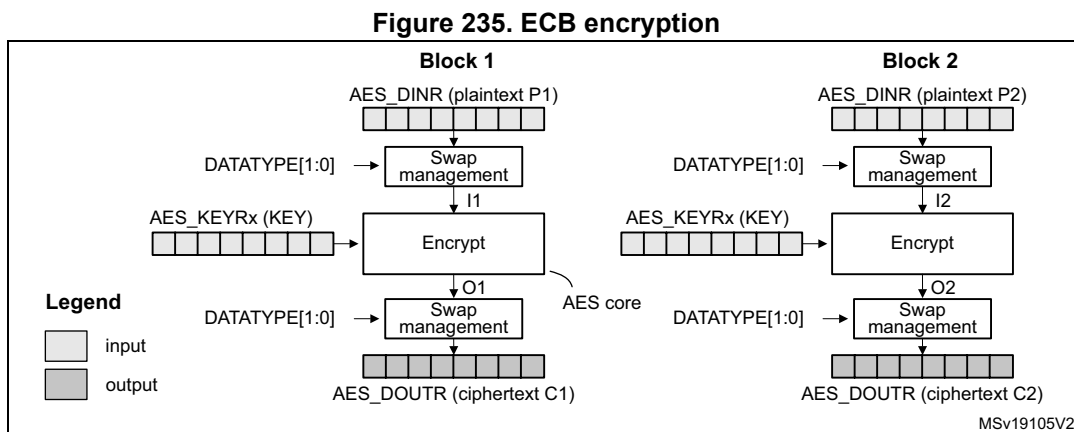 Figure 235. ECB encryption
Block 1
Block 2
AES_DINR (plaintext P1)
AES_DINR (plaintext P2)
DATATYPE[1:0]
Swap
management
DATATYPE[1:0]
Swap
management
I1
I2
AES_KEYRx (KEY)
Encrypt
AES_KEYRx (KEY)
Encrypt
O1
O2
AES core
Legend
DATATYPE[1:0]
Swap
management
DATATYPE[1:0]
Swap
management
input
output
AES_DOUTR (ciphertext C1)
AES_DOUTR (ciphertext C2)
MSv19105V2